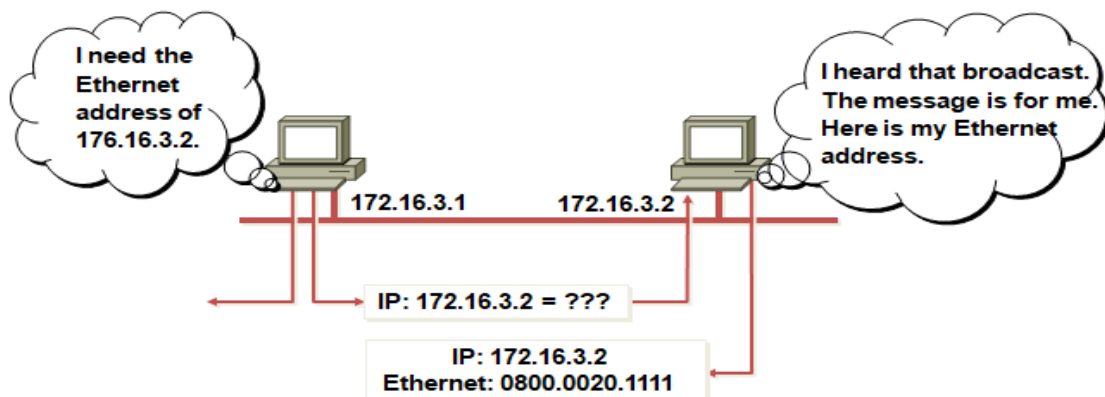 I need the
Ethernet
address of
176.16.3.2.
I heard that broadcast.
The message is for me.
Here is my Ethernet
address.
172.16.3.1
172.16.3.2
IP: 172.16.3.2 = ???
IP: 172.16.3.2
Ethernet: 0800.0020.1111